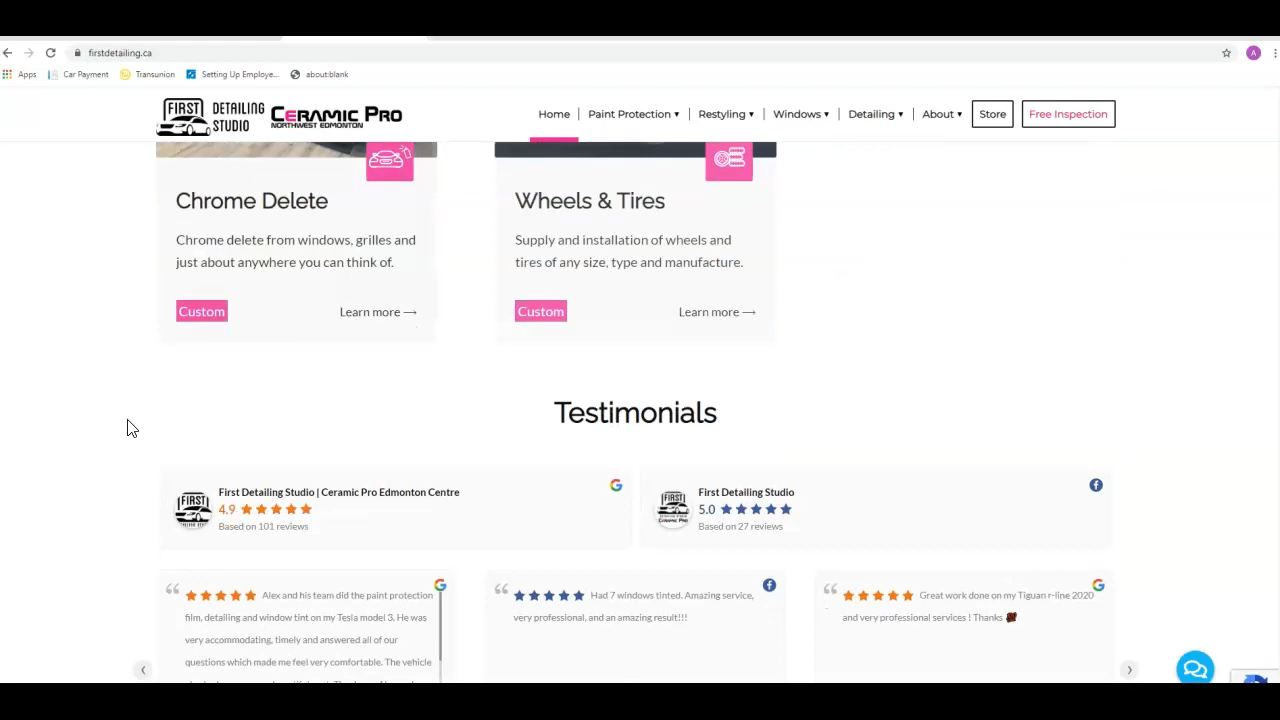 firstdetailing.ca
Apps Car Payment Transunion Setting Up Employe... about:blank A
FIRST DETAILING STUDIO CERAMIC PRO NORTHWEST EDMONTON
Home Paint Protection ▾ Restyling ▾ Windows ▾ Detailing ▾ About ▾ Store Free Inspection
Chrome Delete
Chrome delete from windows, grilles and
just about anywhere you can think of.
Custom Learn more →
Wheels & Tires
Supply and installation of wheels and
tires of any size, type and manufacture.
Custom Learn more →
Testimonials
First Detailing Studio | Ceramic Pro Edmonton Centre
4.9
Based on 101 reviews
First Detailing Studio
5.0
Based on 27 reviews
Alex and his team did the paint protection
film, detailing and window tint on my Tesla model 3. He was
very accommodating, timely and answered all of our
questions which made me feel very comfortable. The vehicle
Had 7 windows tinted. Amazing service,
very professional, and an amazing result!!!
Great work done on my Tiguan r-line 2020
and very professional services ! Thanks